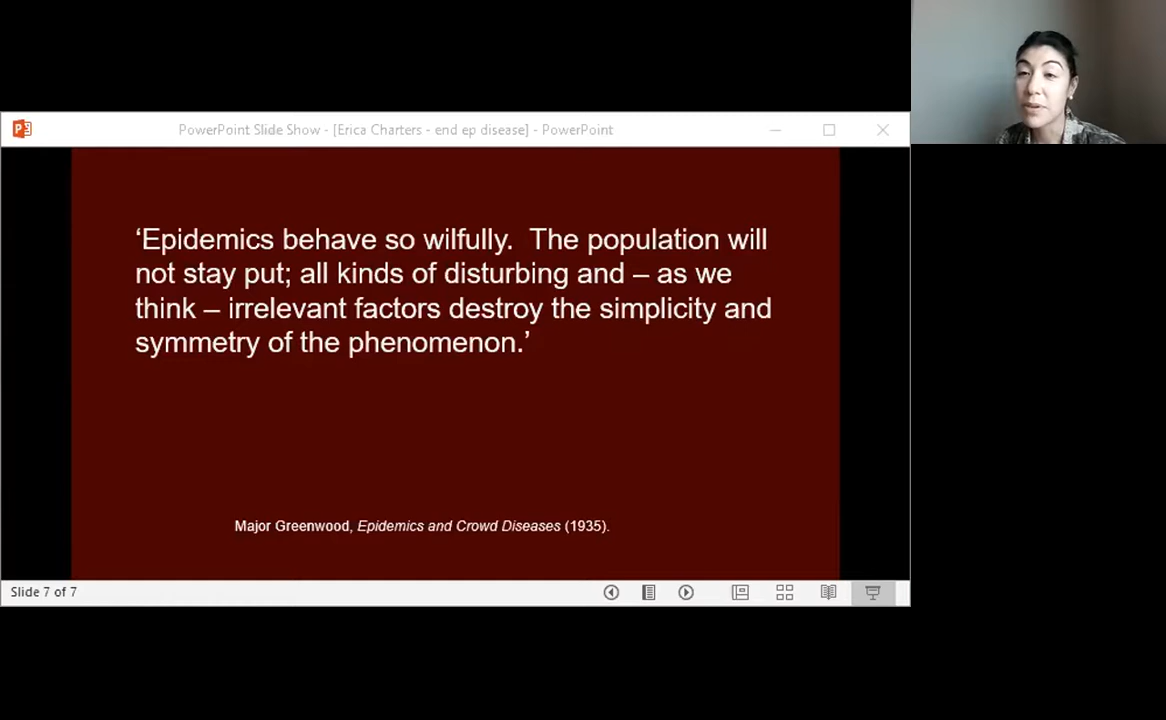 PowerPoint Slide Show - [Erica Charters - end ep disease] - PowerPoint
‘Epidemics behave so wilfully.  The population will
not stay put; all kinds of disturbing and – as we
think – irrelevant factors destroy the simplicity and
symmetry of the phenomenon.’
Major Greenwood, Epidemics and Crowd Diseases (1935).
Slide 7 of 7